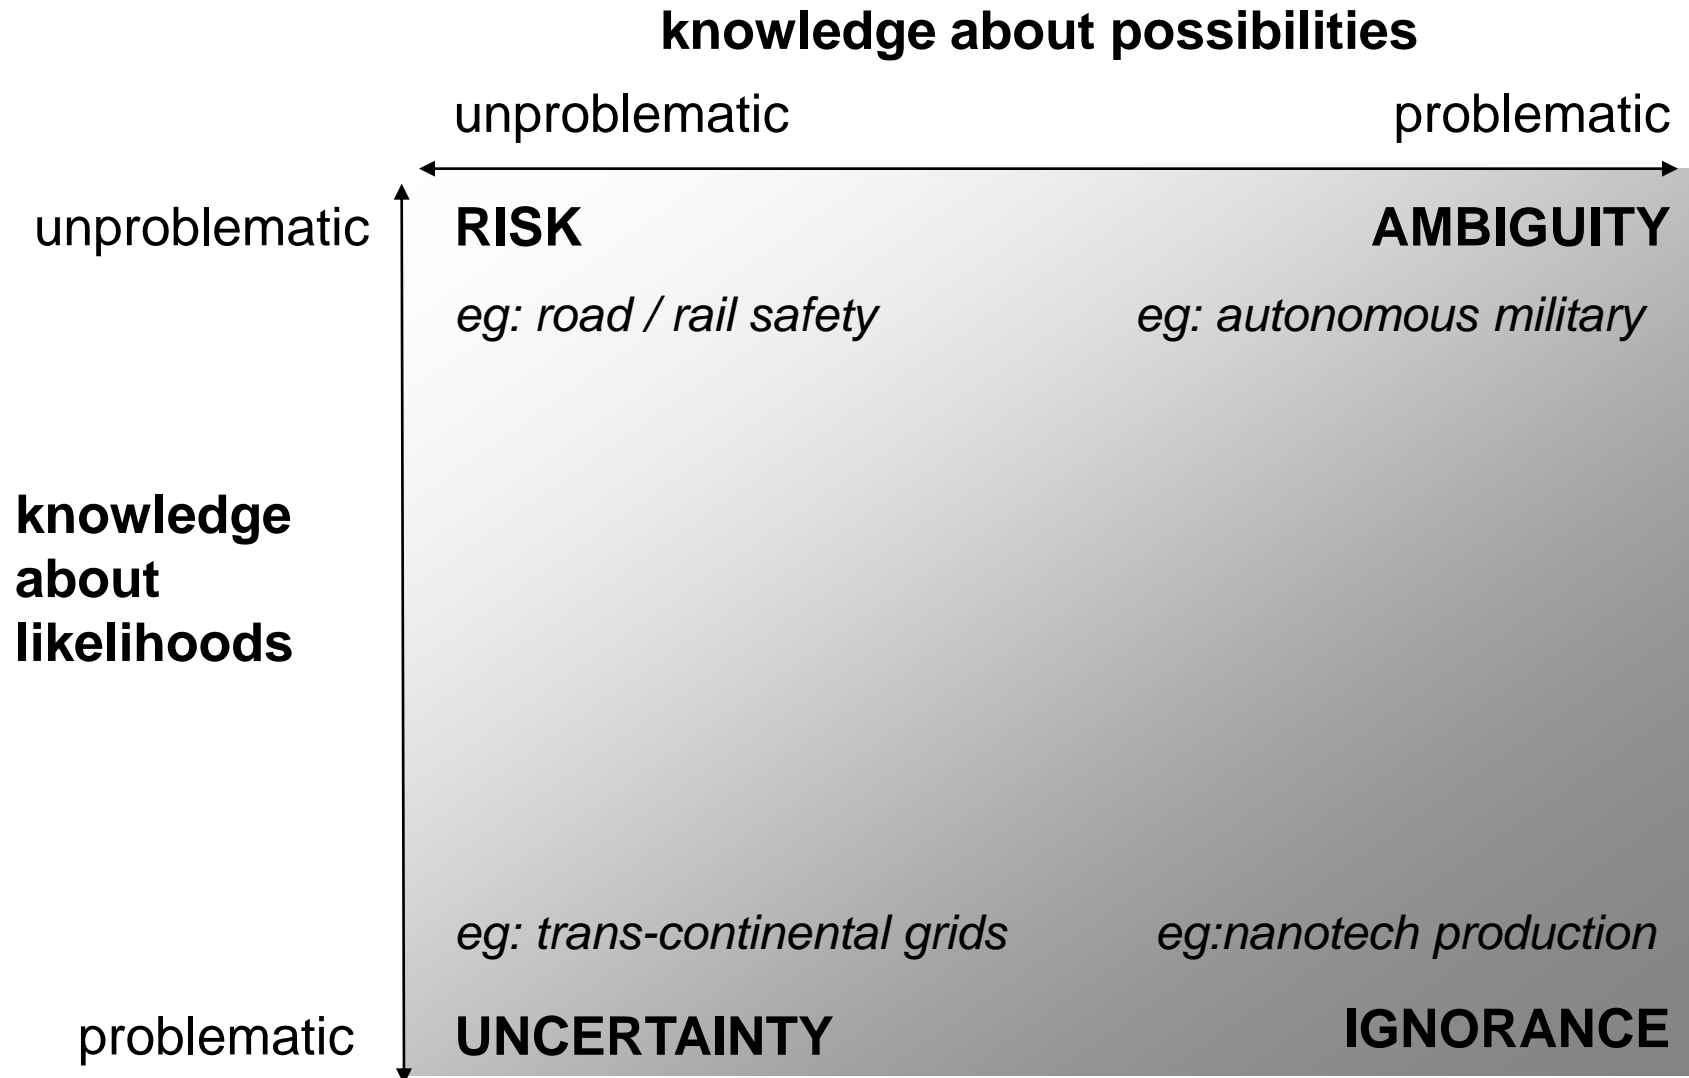 knowledge about possibilities
unproblematic problematic
unproblematic RISK AMBIGUITY
eg: road / rail safety eg: autonomous military
knowledge
about
likelihoods
eg: trans-continental grids eg:nanotech production
problematic UNCERTAINTY IGNORANCE